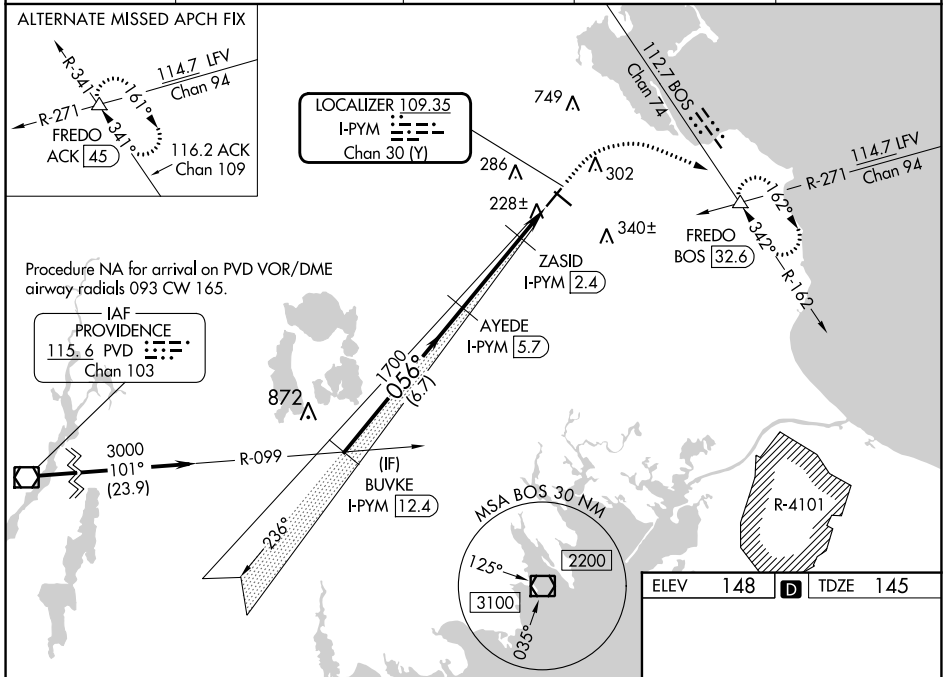 ALTERNATE MISSED APCH FIX
R-341
161°
114.7 LFV
Chan 94
R-271
FREDO
ACK 45
341°
116.2 ACK
Chan 109
LOCALIZER 109.35
I-PYM
Chan 30 (Y)
749
286
228±
302
340±
112.7 BOS
Chan 74
114.7 LFV
R-271
Chan 94
162°
342°
FREDO
BOS 32.6
R-162
ZASID
I-PYM 2.4
AYEDE
I-PYM 5.7
Procedure NA for arrival on PVD VOR/DME
airway radials 093 CW 165.
IAF
PROVIDENCE
115.6 PVD
Chan 103
872
1700
056°
(6.7)
3000
101°
(23.9)
R-099
(IF)
BUVKE
I-PYM 12.4
236°
MSA BOS 30 NM
125°
2200
3100
035°
R-4101
ELEV 148 D TDZE 145